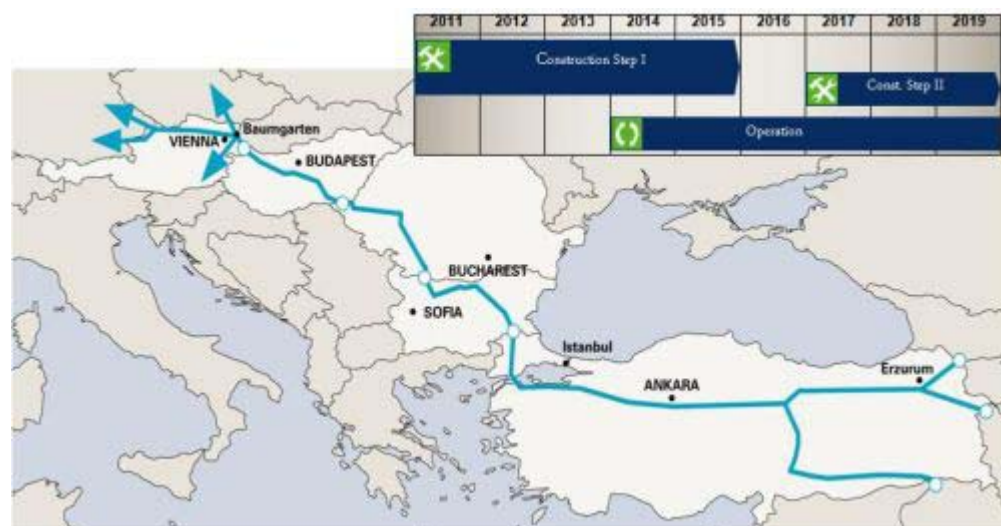 2011 2012 2013 2014 2015 2016 2017 2018 2019
Construction Step I
Const. Step II
Operation
Baumgarten
VIENNA
BUDAPEST
BUCHAREST
SOFIA
Istanbul
ANKARA
Erzurum